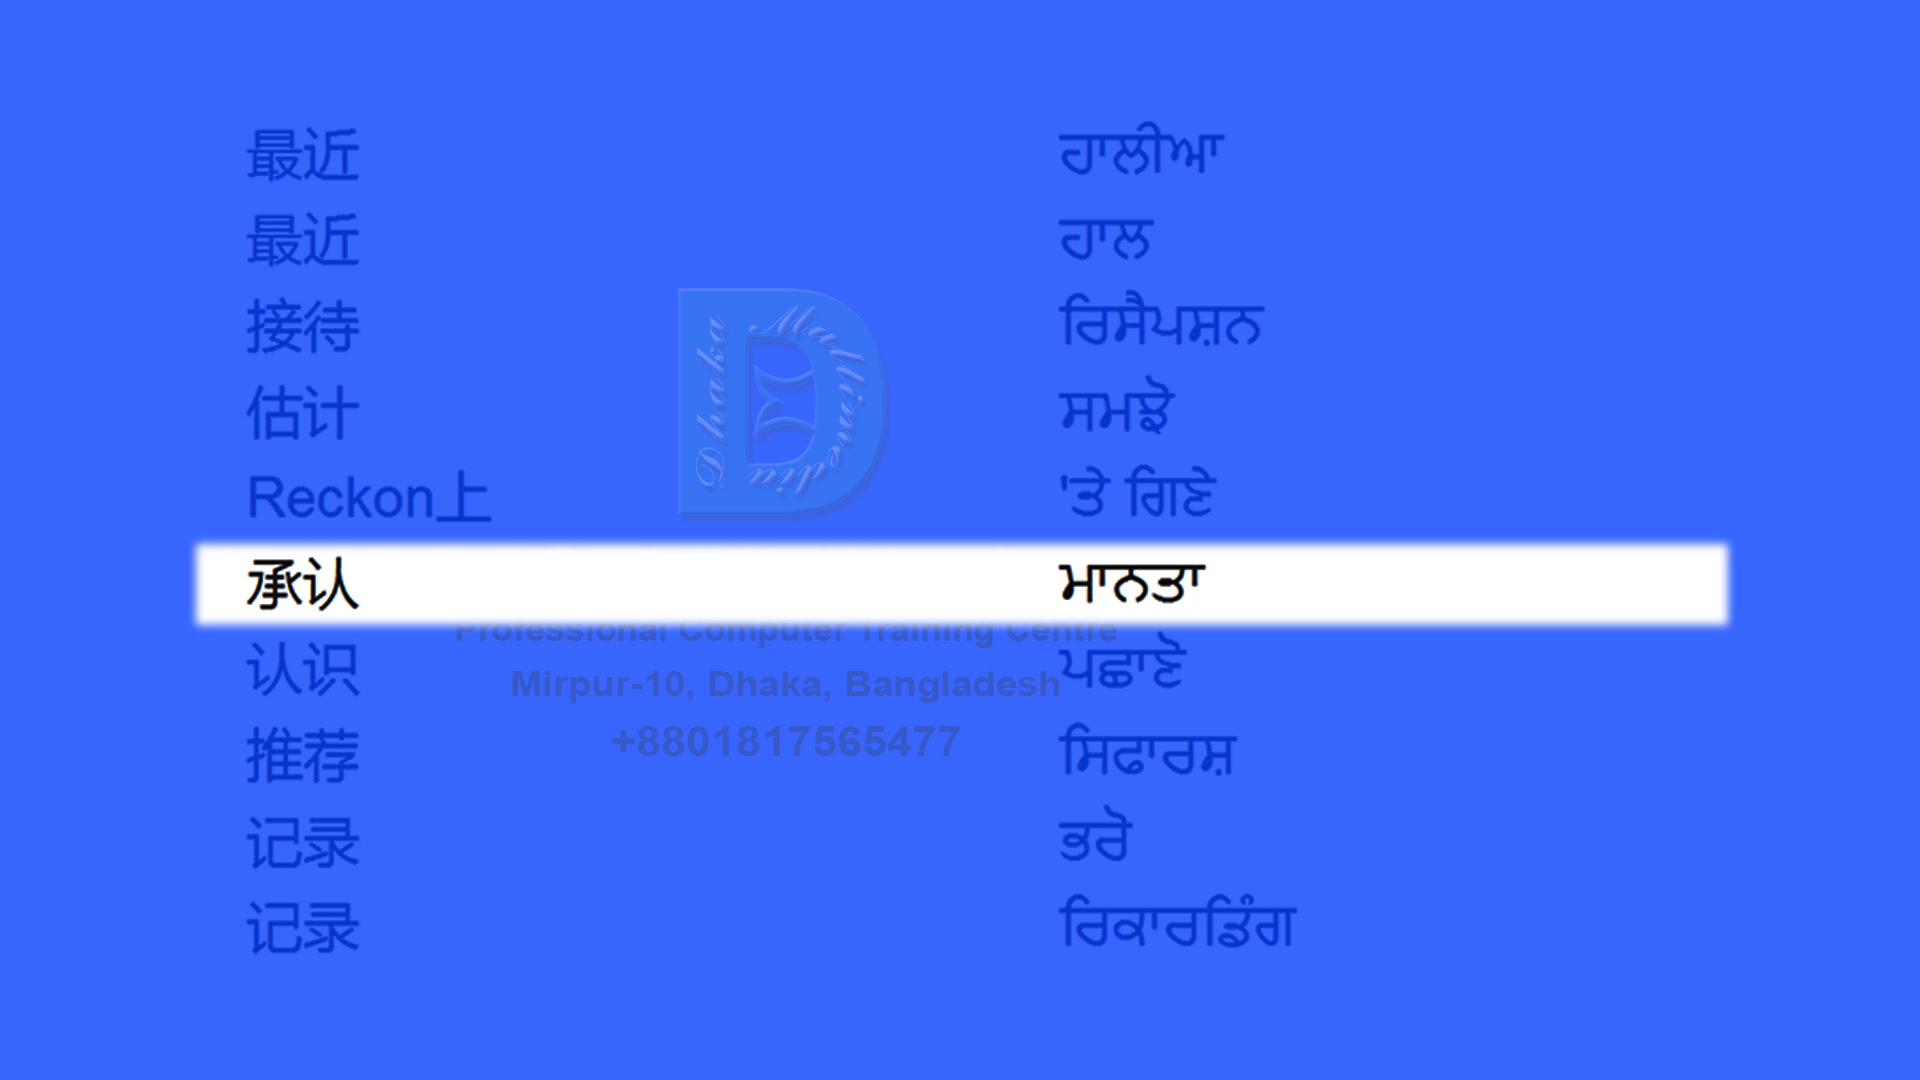 最近 ਹਾਲੀਆ
最近 ਹਾਲ
接待 ਰਿਸੈਪਸ਼ਨ
估计 ਸਮਝੋ
Dhaka Multimedia
Reckon上 'ਤੇ ਗਿਣੇ
承认 ਮਾਨਤਾ
Professional Computer Training Centre
认识 ਪਛਾਣੋ
Mirpur-10, Dhaka, Bangladesh
+8801817565477
推荐 ਸਿਫਾਰਸ਼
记录 ਭਰੋ
记录 ਰਿਕਾਰਡਿੰਗ